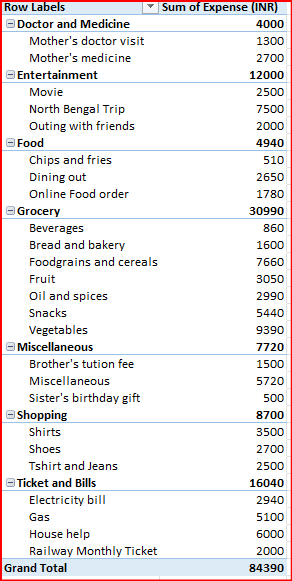 Row Labels Sum of Expense (INR)
Doctor and Medicine 4000
Mother's doctor visit 1300
Mother's medicine 2700
Entertainment 12000
Movie 2500
North Bengal Trip 7500
Outing with friends 2000
Food 4940
Chips and fries 510
Dining out 2650
Online Food order 1780
Grocery 30990
Beverages 860
Bread and bakery 1600
Foodgrains and cereals 7660
Fruit 3050
Oil and spices 2990
Snacks 5440
Vegetables 9390
Miscellaneous 7720
Brother's tution fee 1500
Miscellaneous 5720
Sister's birthday gift 500
Shopping 8700
Shirts 3500
Shoes 2700
Tshirt and Jeans 2500
Ticket and Bills 16040
Electricity bill 2940
Gas 5100
House help 6000
Railway Monthly Ticket 2000
Grand Total 84390